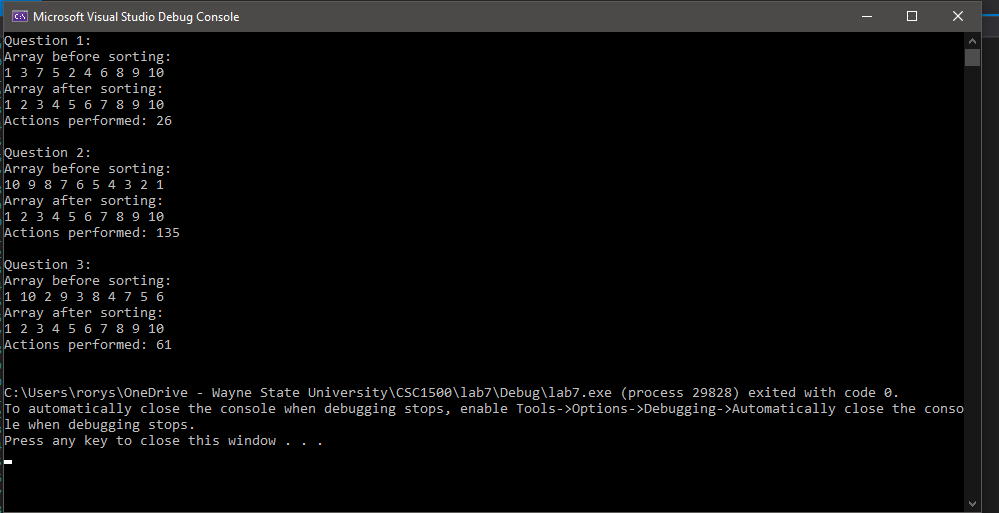 Microsoft Visual Studio Debug Console
Question 1:
Array before sorting:
1 3 7 5 2 4 6 8 9 10
Array after sorting:
1 2 3 4 5 6 7 8 9 10
Actions performed: 26
Question 2:
Array before sorting:
10 9 8 7 6 5 4 3 2 1
Array after sorting:
1 2 3 4 5 6 7 8 9 10
Actions performed: 135
Question 3:
Array before sorting:
1 10 2 9 3 8 4 7 5 6
Array after sorting:
1 2 3 4 5 6 7 8 9 10
Actions performed: 61
C:\Users\rorys\OneDrive - Wayne State University\CSC1500\lab7\Debug\lab7.exe (process 29828) exited with code 0.
To automatically close the console when debugging stops, enable Tools->Options->Debugging->Automatically close the conso
le when debugging stops.
Press any key to close this window . . .